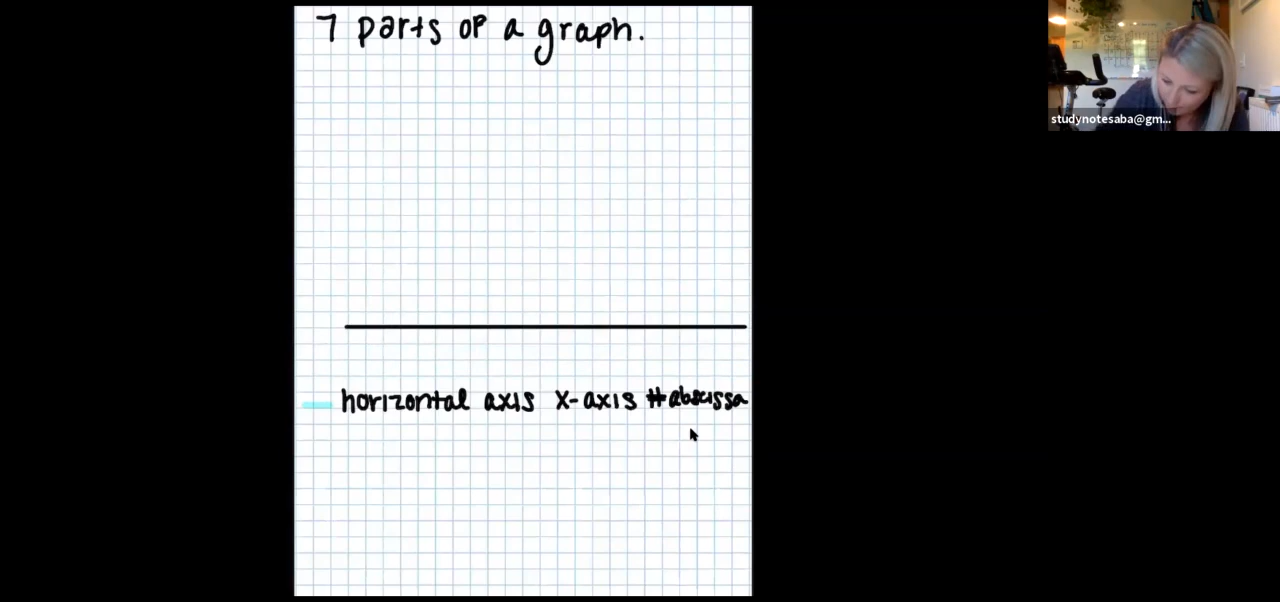 7 parts of a graph.
studynotesaba@gm...
horizontal axis x-axis #abscissa